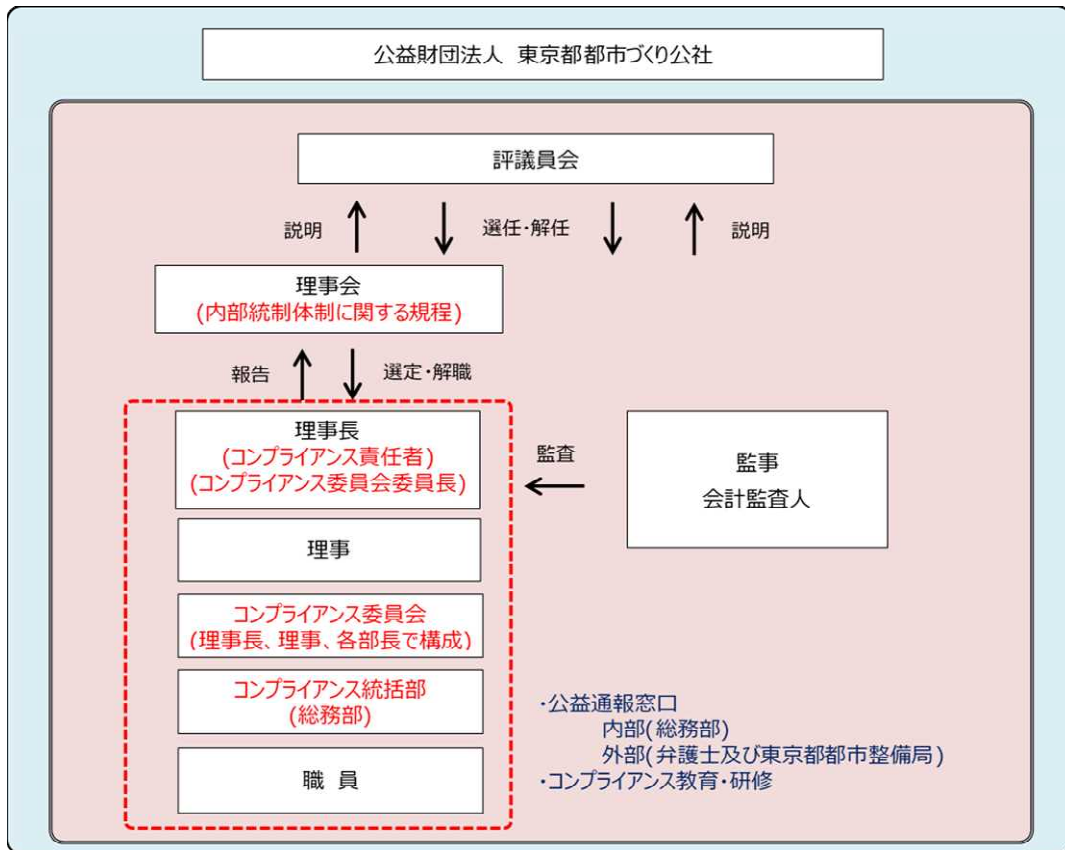 公益財団法人 東京都都市づくり公社
評議員会
説明
選任・解任
説明
理事会
(内部統制体制に関する規程)
報告
選定・解職
理事長
(コンプライアンス責任者)
(コンプライアンス委員会委員長)
監査
監事
会計監査人
理事
コンプライアンス委員会
(理事長、理事、各部長で構成)
コンプライアンス統括部
(総務部)
・公益通報窓口
内部(総務部)
外部(弁護士及び東京都都市整備局)
・コンプライアンス教育・研修
職 員